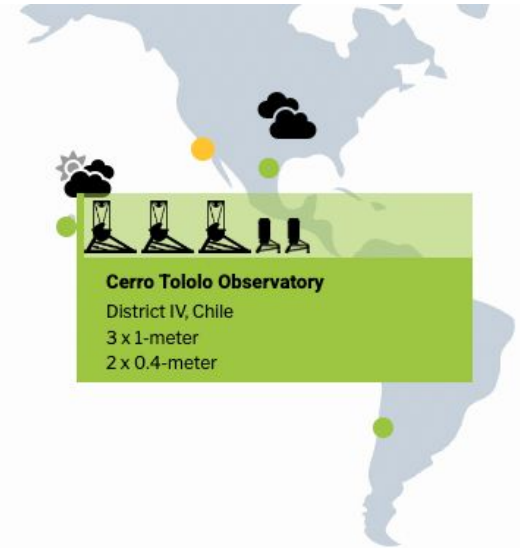 Cerro Tololo Observatory
District IV, Chile
3 x 1-meter
2 x 0.4-meter